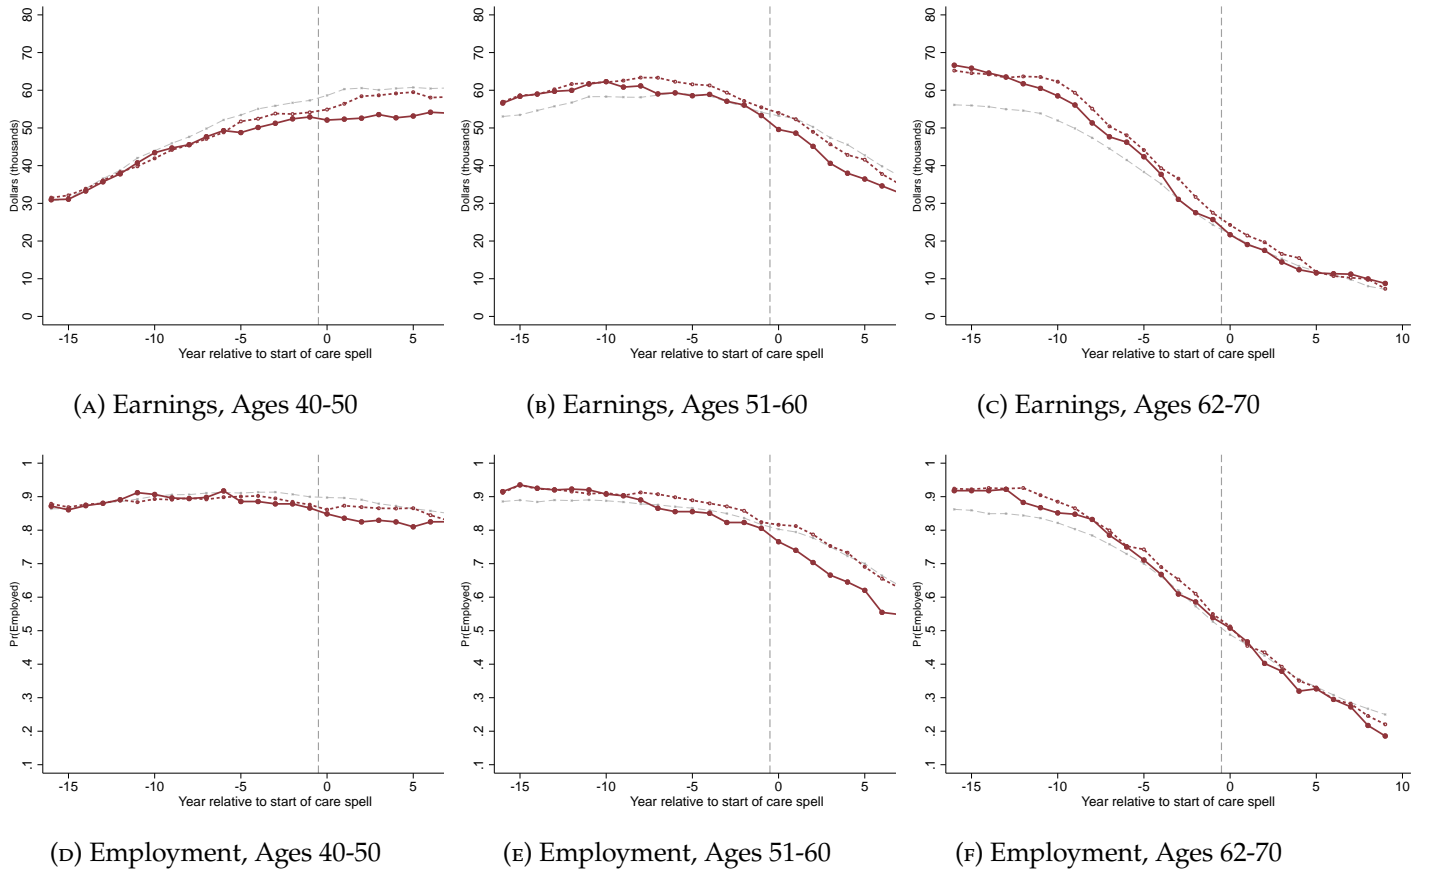 80
70
60
50
40
30
20
10
0
Dollars (thousands)
-15 -10 -5 0 5
Year relative to start of care spell
(A) Earnings, Ages 40-50
80
70
60
50
40
30
20
10
0
Dollars (thousands)
-15 -10 -5 0 5
Year relative to start of care spell
(B) Earnings, Ages 51-60
80
70
60
50
40
30
20
10
0
Dollars (thousands)
-15 -10 -5 0 5 10
Year relative to start of care spell
(C) Earnings, Ages 62-70
1
.9
.8
.7
.6
.5
.4
.3
.2
.1
Pr(Employed)
-15 -10 -5 0 5
Year relative to start of care spell
(D) Employment, Ages 40-50
1
.9
.8
.7
.6
.5
.4
.3
.2
.1
Pr(Employed)
-15 -10 -5 0 5
Year relative to start of care spell
(E) Employment, Ages 51-60
1
.9
.8
.7
.6
.5
.4
.3
.2
.1
Pr(Employed)
-15 -10 -5 0 5 10
Year relative to start of care spell
(F) Employment, Ages 62-70